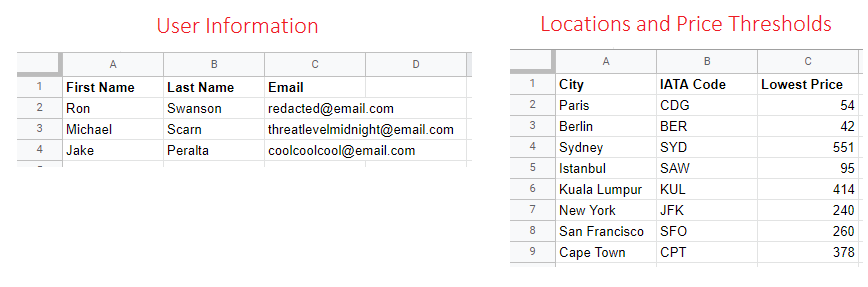 User Information
A B C D
1 First Name Last Name Email
2 Ron Swanson redacted@email.com
3 Michael Scarn threatlevelmidnight@email.com
4 Jake Peralta coolcoolcool@email.com
Locations and Price Thresholds
A B C
1 City IATA Code Lowest Price
2 Paris CDG 54
3 Berlin BER 42
4 Sydney SYD 551
5 Istanbul SAW 95
6 Kuala Lumpur KUL 414
7 New York JFK 240
8 San Francisco SFO 260
9 Cape Town CPT 378